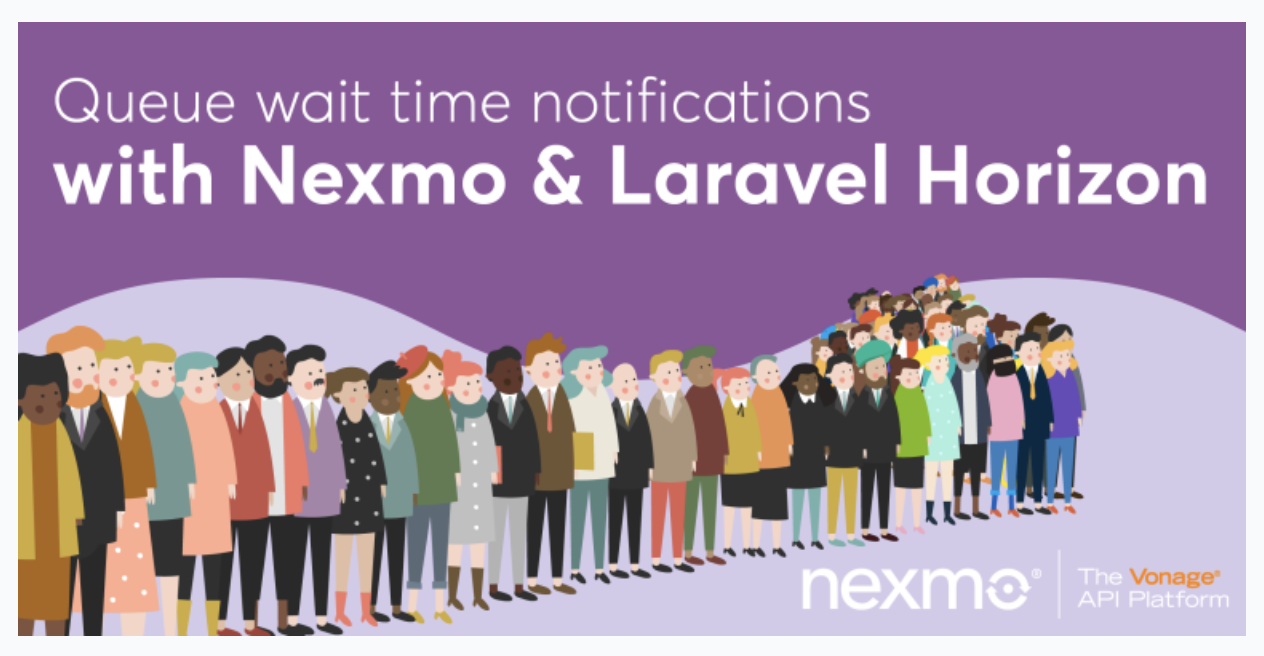 Queue wait time notifications
with Nexmo & Laravel Horizon
nexmo®
The Vonage®
API Platform